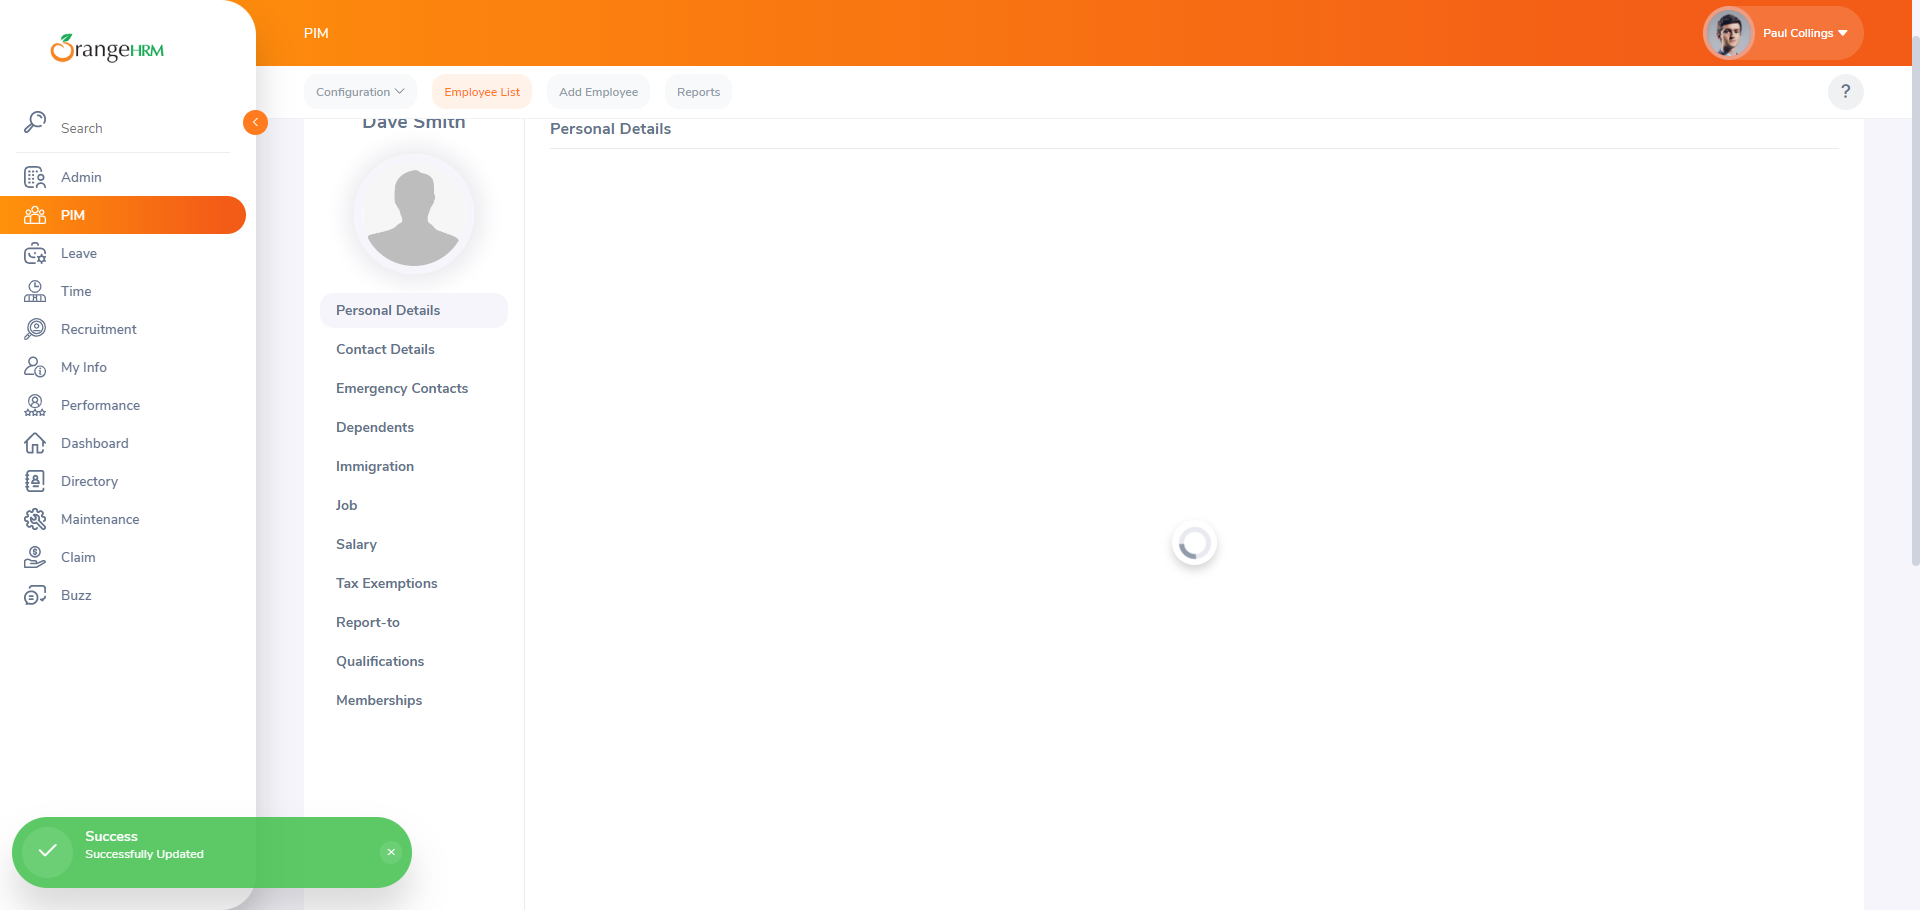 OrangeHRM
PIM
Paul Collings
Configuration
Employee List
Add Employee
Reports
?
Search
Admin
PIM
Leave
Time
Recruitment
My Info
Performance
Dashboard
Directory
Maintenance
Claim
Buzz
Dave Smith
Personal Details
Contact Details
Emergency Contacts
Dependents
Immigration
Job
Salary
Tax Exemptions
Report-to
Qualifications
Memberships
Personal Details
Success
Successfully Updated